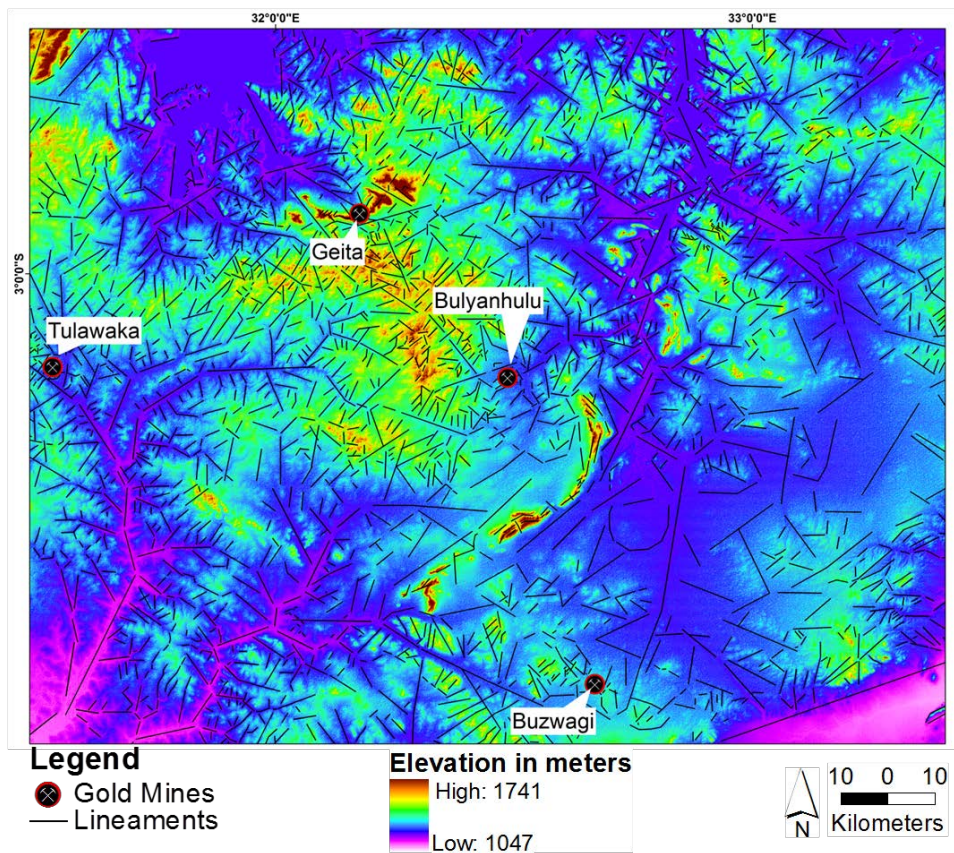 32°0'0"E
33°0'0"E
3°0'0"S
Geita
Bulyanhulu
Tulawaka
Buzwagi
Legend
Gold Mines
Lineaments
Elevation in meters
High: 1741
Low: 1047
N
10 0 10
Kilometers